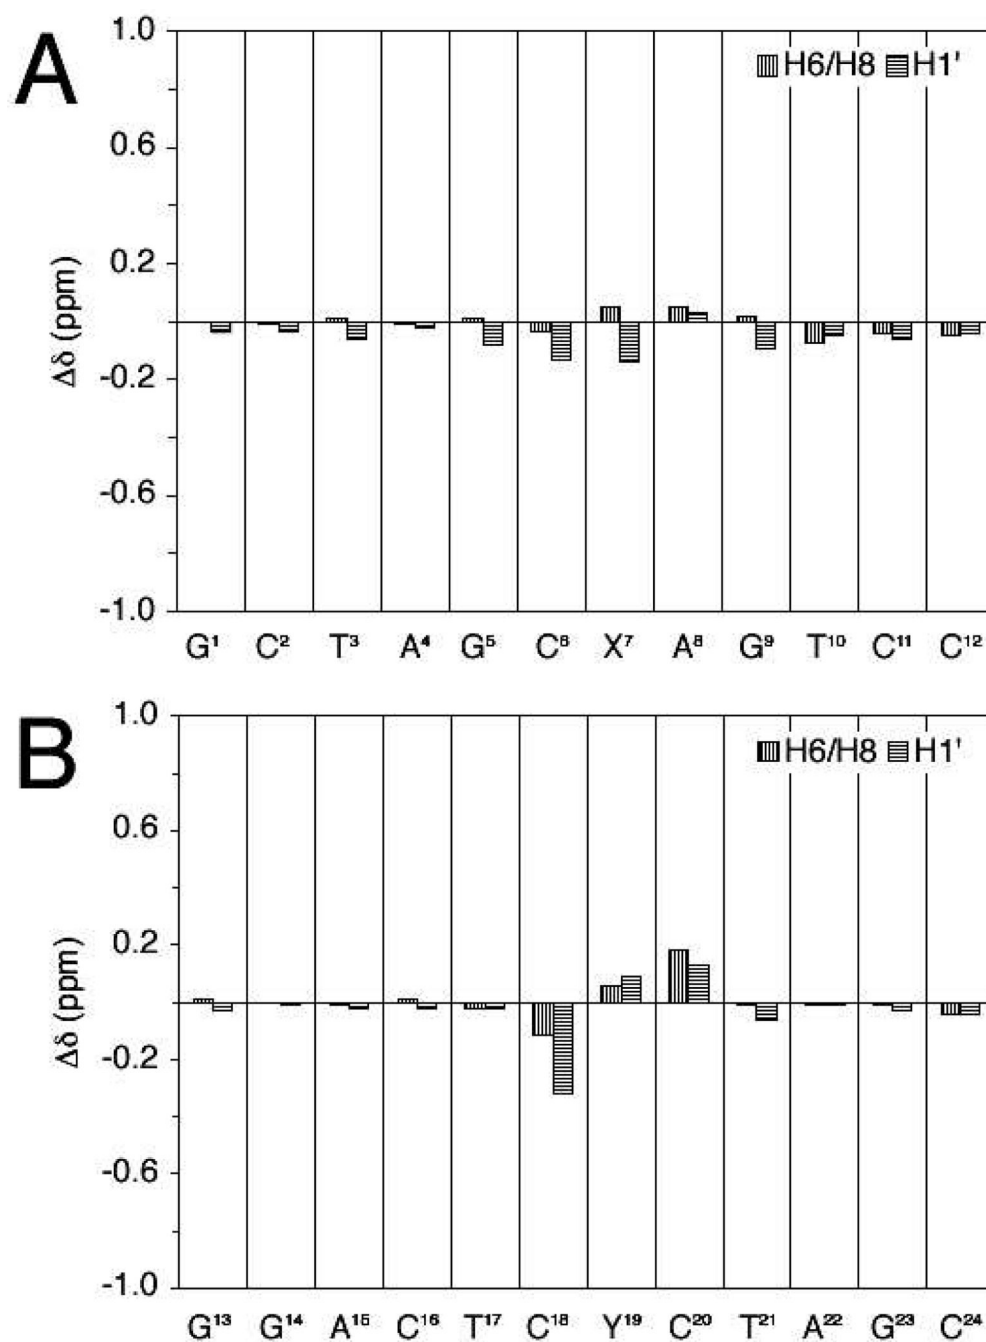 A
1.0
H6/H8 H1'
0.6
0.2
Δδ (ppm)
-0.2
-0.6
-1.0
G¹ C² T³ A⁴ G⁵ C⁶ X⁷ A⁸ G⁹ T¹⁰ C¹¹ C¹²
B
1.0
H6/H8 H1'
0.6
0.2
Δδ (ppm)
-0.2
-0.6
-1.0
G¹³ G¹⁴ A¹⁵ C¹⁶ T¹⁷ C¹⁸ Y¹⁹ C²⁰ T²¹ A²² G²³ C²⁴